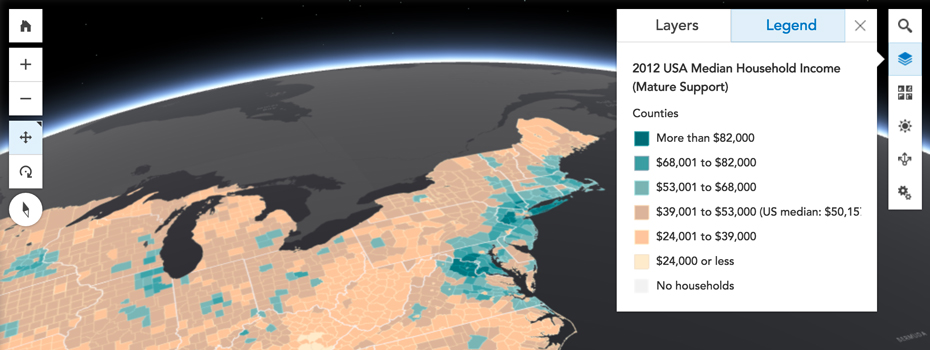 Layers
Legend
2012 USA Median Household Income
(Mature Support)
Counties
More than $82,000
$68,001 to $82,000
$53,001 to $68,000
$39,001 to $53,000 (US median: $50,15
$24,001 to $39,000
$24,000 or less
No households
BERMUDA